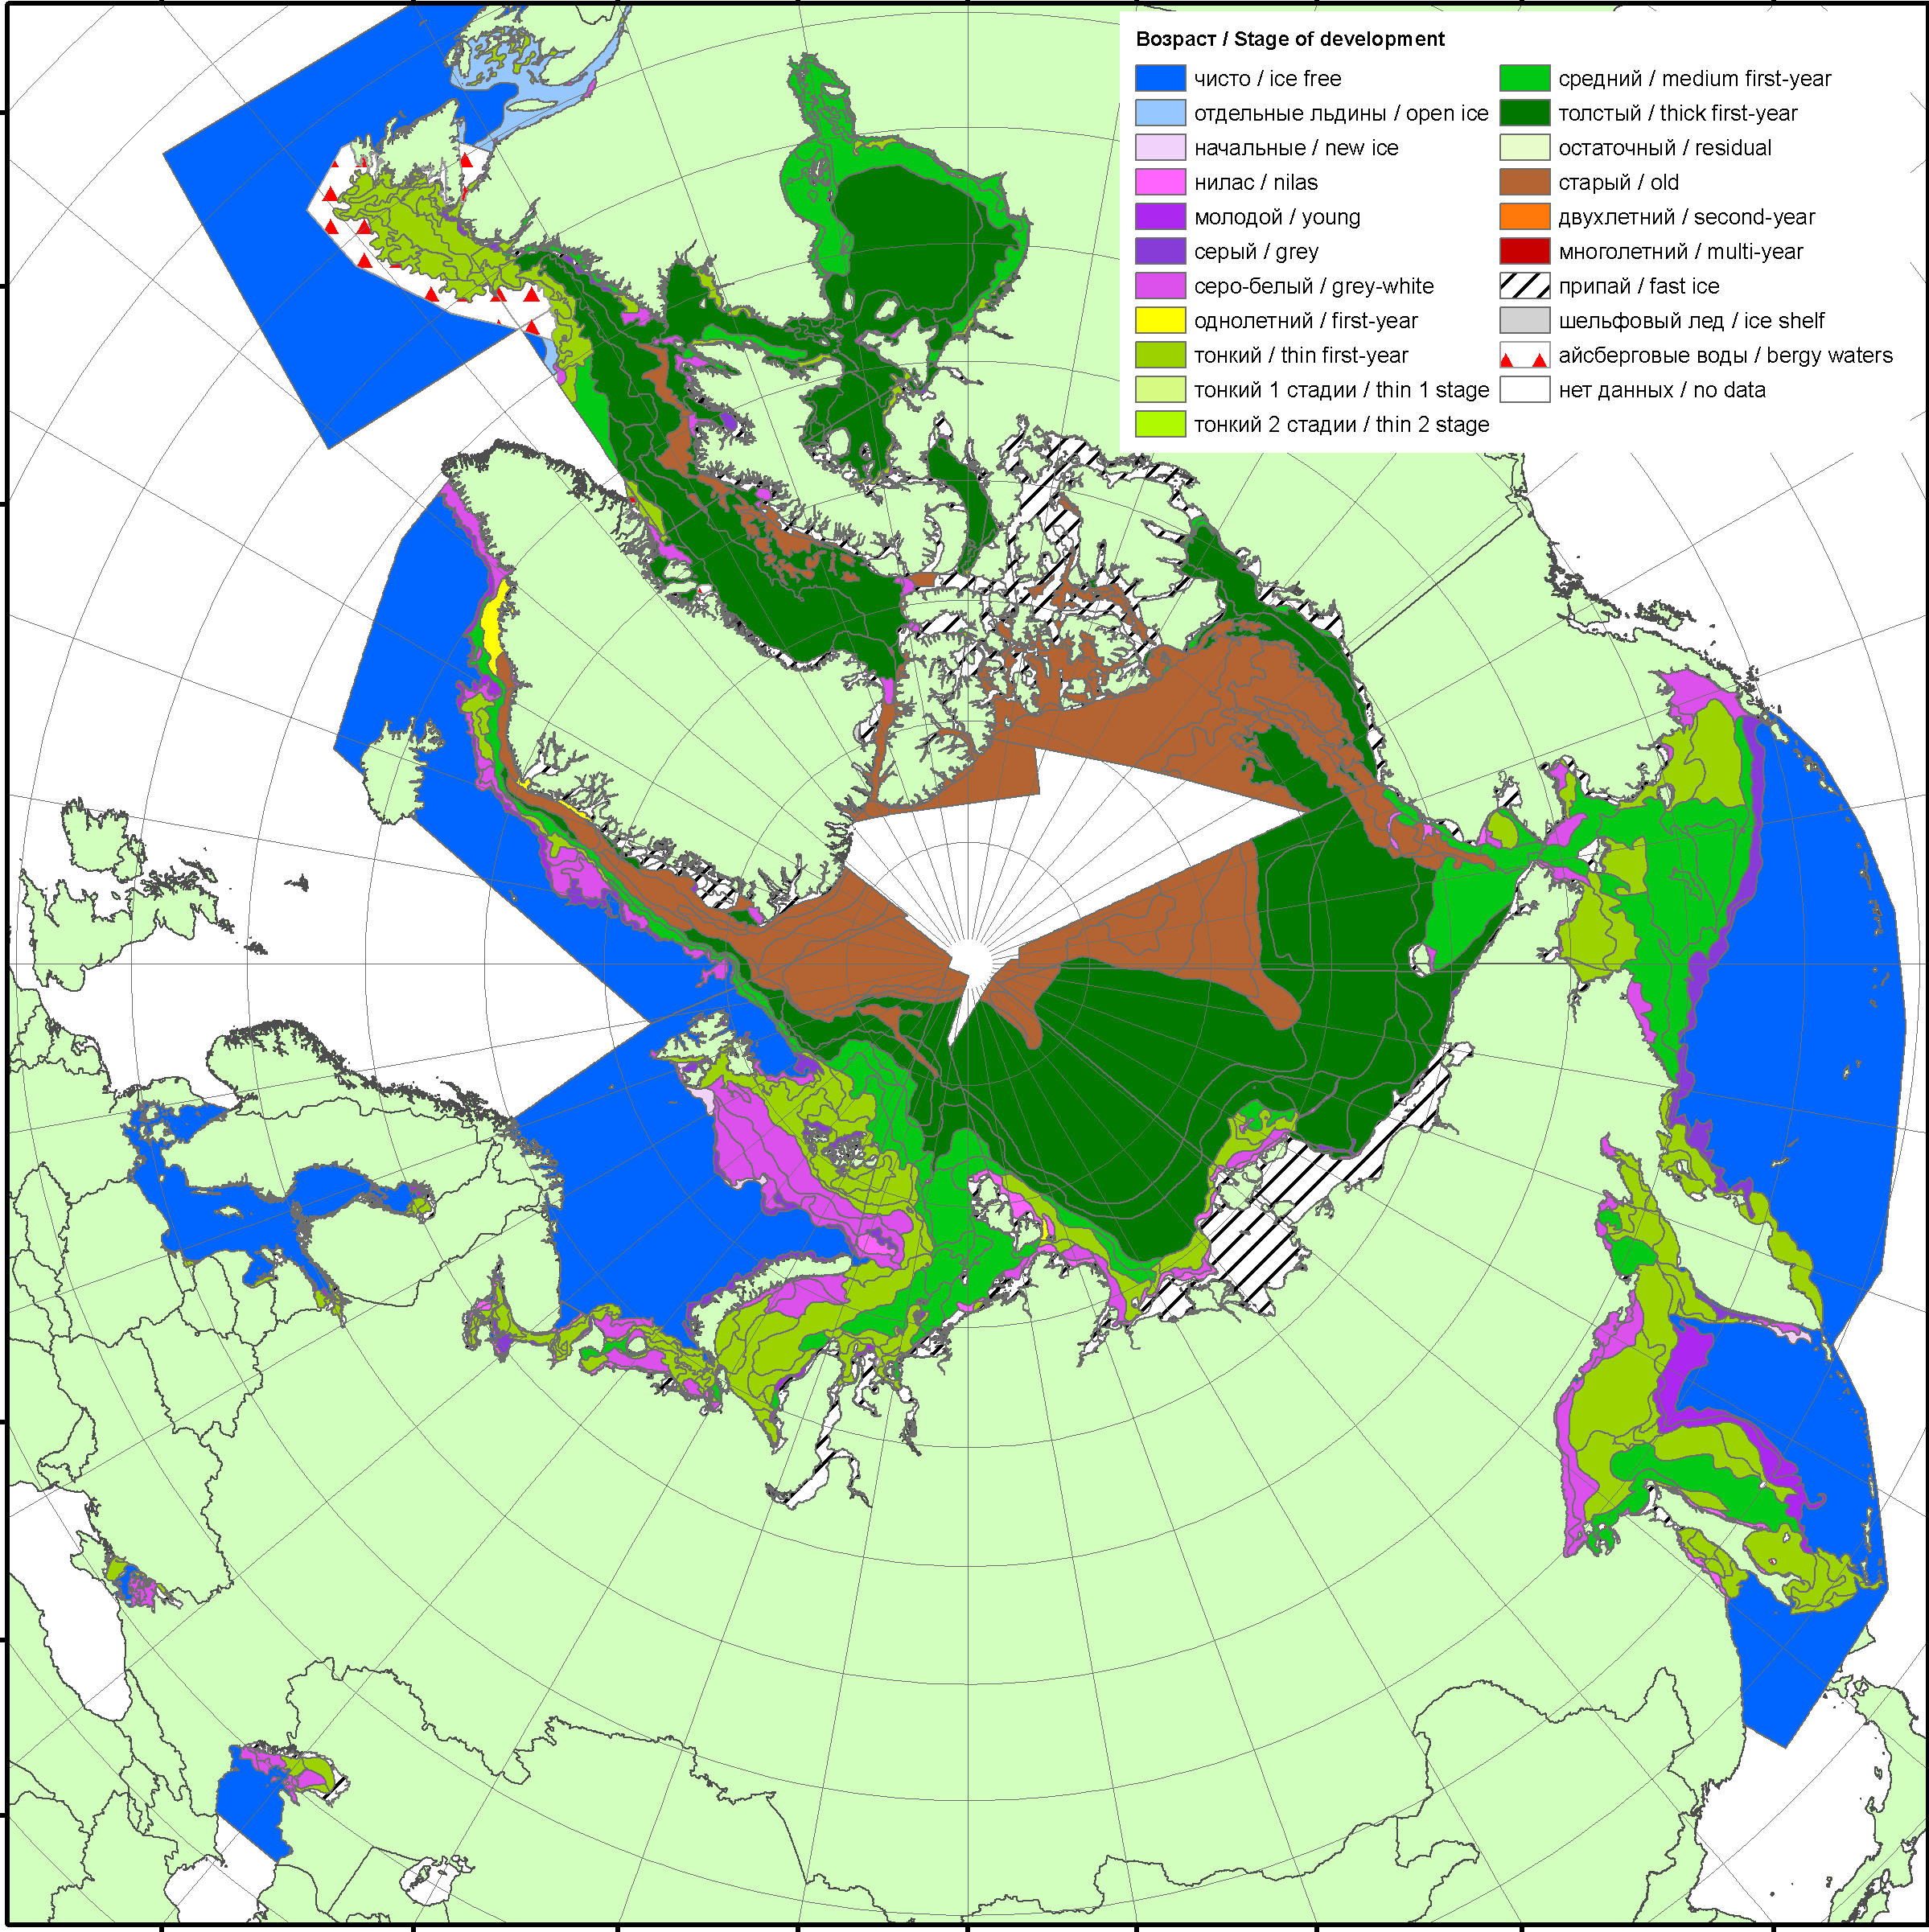 Возраст / Stage of development
чисто / ice free
отдельные льдины / open ice
начальные / new ice
нилас / nilas
молодой / young
серый / grey
серо-белый / grey-white
однолетний / first-year
тонкий / thin first-year
тонкий 1 стадии / thin 1 stage
тонкий 2 стадии / thin 2 stage
средний / medium first-year
толстый / thick first-year
остаточный / residual
старый / old
двухлетний / second-year
многолетний / multi-year
припай / fast ice
шельфовый лед / ice shelf
айсберговые воды / bergy waters
нет данных / no data